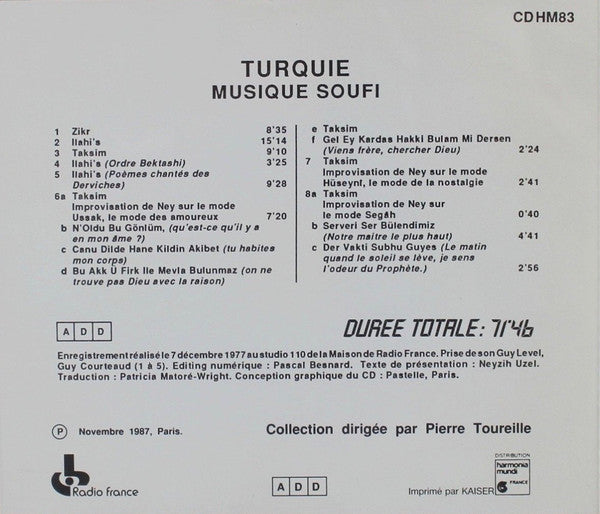 CDHM83
TURQUIE
MUSIQUE SOUFI
1 Zikr 8'35
2 Ilahi's 15'14
3 Taksim 9'10
4 Ilahi's (Ordre Bektashi) 3'25
5 Ilahi's (Poèmes chantés des
Derviches) 9'28
6a Taksim
Improvisation de Ney sur le mode
Ussak, le mode des amoureux 7'20
b N'Oldu Bu Gönlüm, (qu'est-ce qu'il y a
en mon âme ?)
c Canu Dilde Hane Kildin Akibet (tu habites
mon corps)
d Bu Akk Ü Firk Ile Mevla Bulunmaz (on ne
trouve pas Dieu avec la raison)
e Taksim
f Gel Ey Kardas Hakki Bulam Mi Dersen
(Viens frère, chercher Dieu) 2'24
7 Taksim
Improvisation de Ney sur le mode
Hüseynî, le mode de la nostalgie 2'41
8a Taksim
Improvisation de Ney sur
le mode Segâh 0'40
b Serveri Ser Bülendimiz
(Notre maitre le plus haut) 4'41
c Der Vakti Subhu Guyes (Le matin
quand le soleil se lève, je sens
l'odeur du Prophète.) 2'56
ADD
DUREE TOTALE: 71'46
Enregistrement réalisé le 7 décembre 1977 au studio 110 de la Maison de Radio France. Prise de son Guy Level,
Guy Courteaud (1 à 5). Editing numérique : Pascal Besnard. Texte de présentation : Neyzih Uzel.
Traduction : Patricia Matoré-Wright. Conception graphique du CD : Pastelle, Paris.
P Novembre 1987, Paris.
Collection dirigée par Pierre Toureille
Radio france
ADD
Imprimé par KAISER
DISTRIBUTION
harmonia
mundi
FRANCE